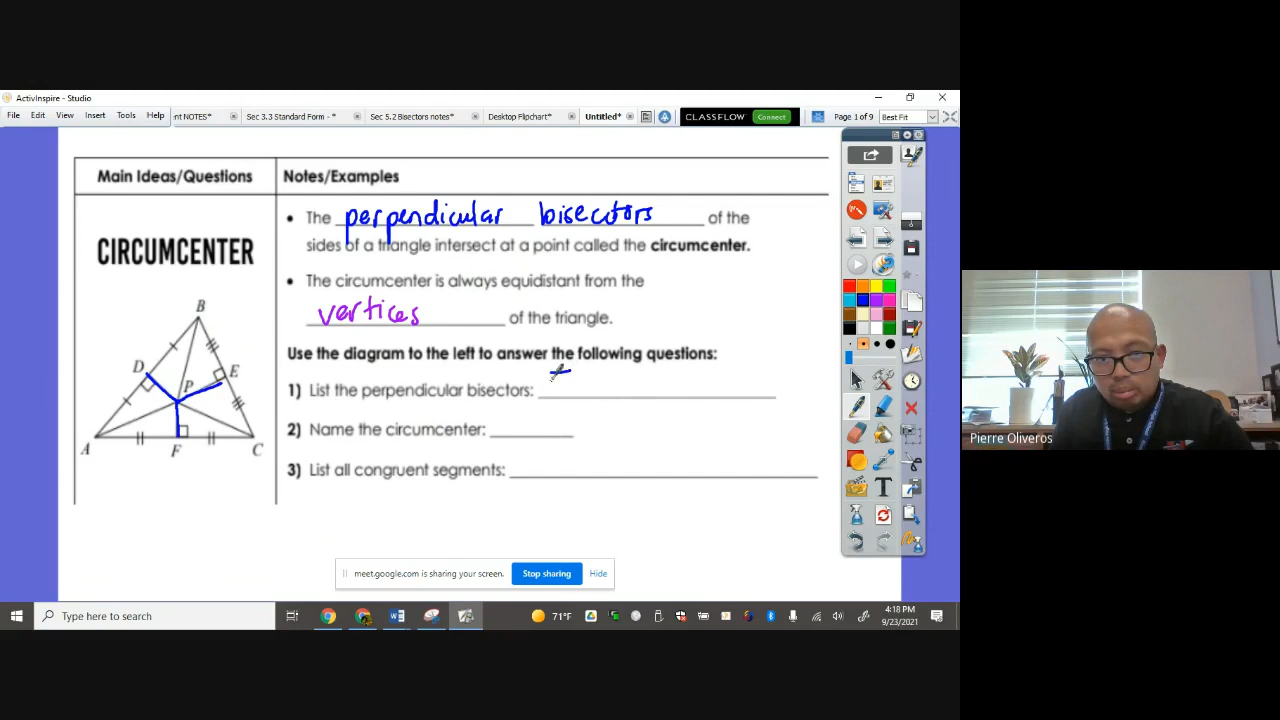 ActivInspire - Studio
File Edit View Insert Tools Help
nt NOTES* Sec 3.3 Standard Form - * Sec 5.2 Bisectors notes* Desktop Flipchart* Untitled* CLASSFLOW Connect Page 1 of 9 Best Fit
Main Ideas/Questions
Notes/Examples
CIRCUMCENTER
• The perpendicular bisectors of the
sides of a triangle intersect at a point called the circumcenter.
• The circumcenter is always equidistant from the
vertices of the triangle.
Use the diagram to the left to answer the following questions:
1) List the perpendicular bisectors:
2) Name the circumcenter:
3) List all congruent segments:
B
D
E
P
A
F
C
T
Pierre Oliveros
meet.google.com is sharing your screen. Stop sharing Hide
Type here to search
71°F
4:18 PM
9/23/2021